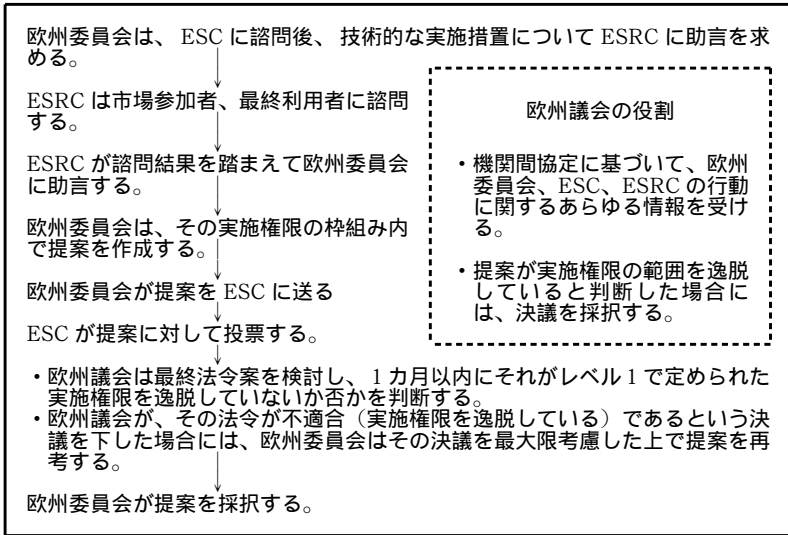 欧州委員会は、ESC に諮問後、技術的な実施措置について ESRC に助言を求
める。
ESRC は市場参加者、最終利用者に諮問
する。
ESRC が諮問結果を踏まえて欧州委員会
に助言する。
欧州委員会は、その実施権限の枠組み内
で提案を作成する。
欧州委員会が提案を ESC に送る
ESC が提案に対して投票する。
欧州議会の役割
・機関間協定に基づいて、欧州
委員会、ESC、ESRC の行動
に関するあらゆる情報を受け
る。
・提案が実施権限の範囲を逸脱
していると判断した場合に
は、決議を採択する。
・欧州議会は最終法令案を検討し、1 カ月以内にそれがレベル 1 で定められた
実施権限を逸脱していないか否かを判断する。
・欧州議会が、その法令が不適合（実施権限を逸脱している）であるという決
議を下した場合には、欧州委員会はその決議を最大限考慮した上で提案を再
考する。
欧州委員会が提案を採択する。